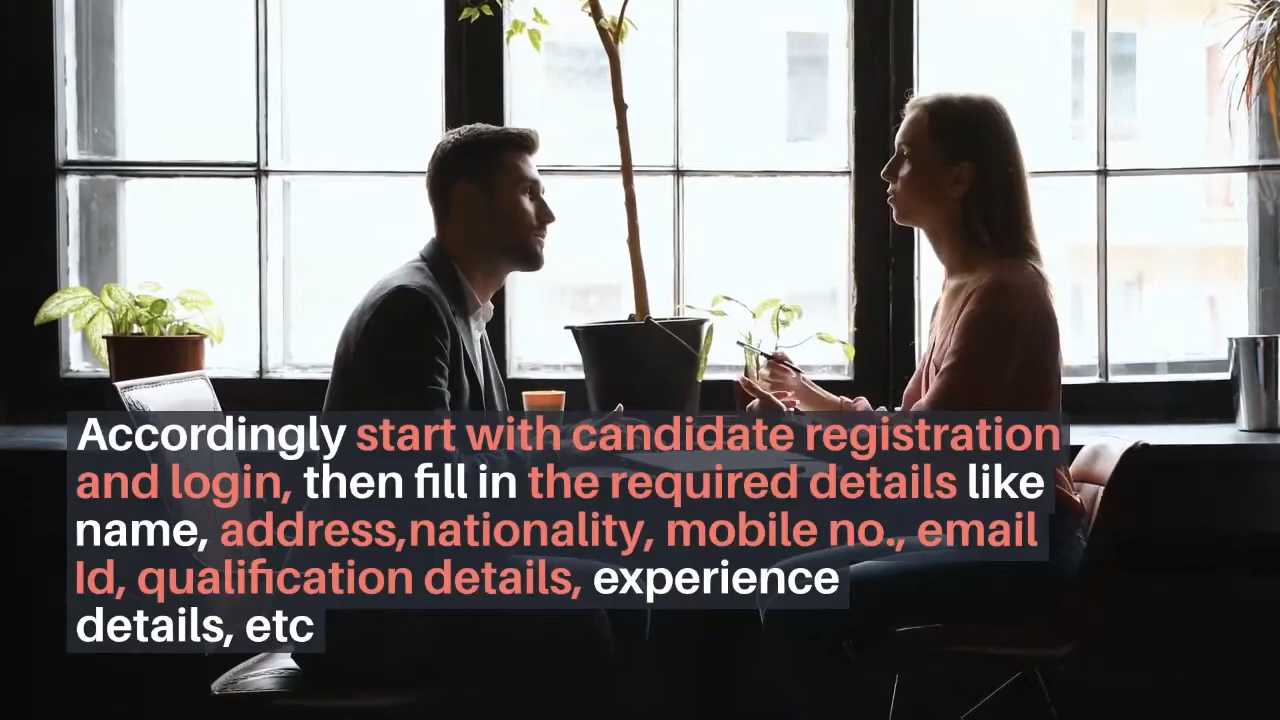 Accordingly start with candidate registration
and login, then fill in the required details like
name, address,nationality, mobile no., email
Id, qualification details, experience
details, etc